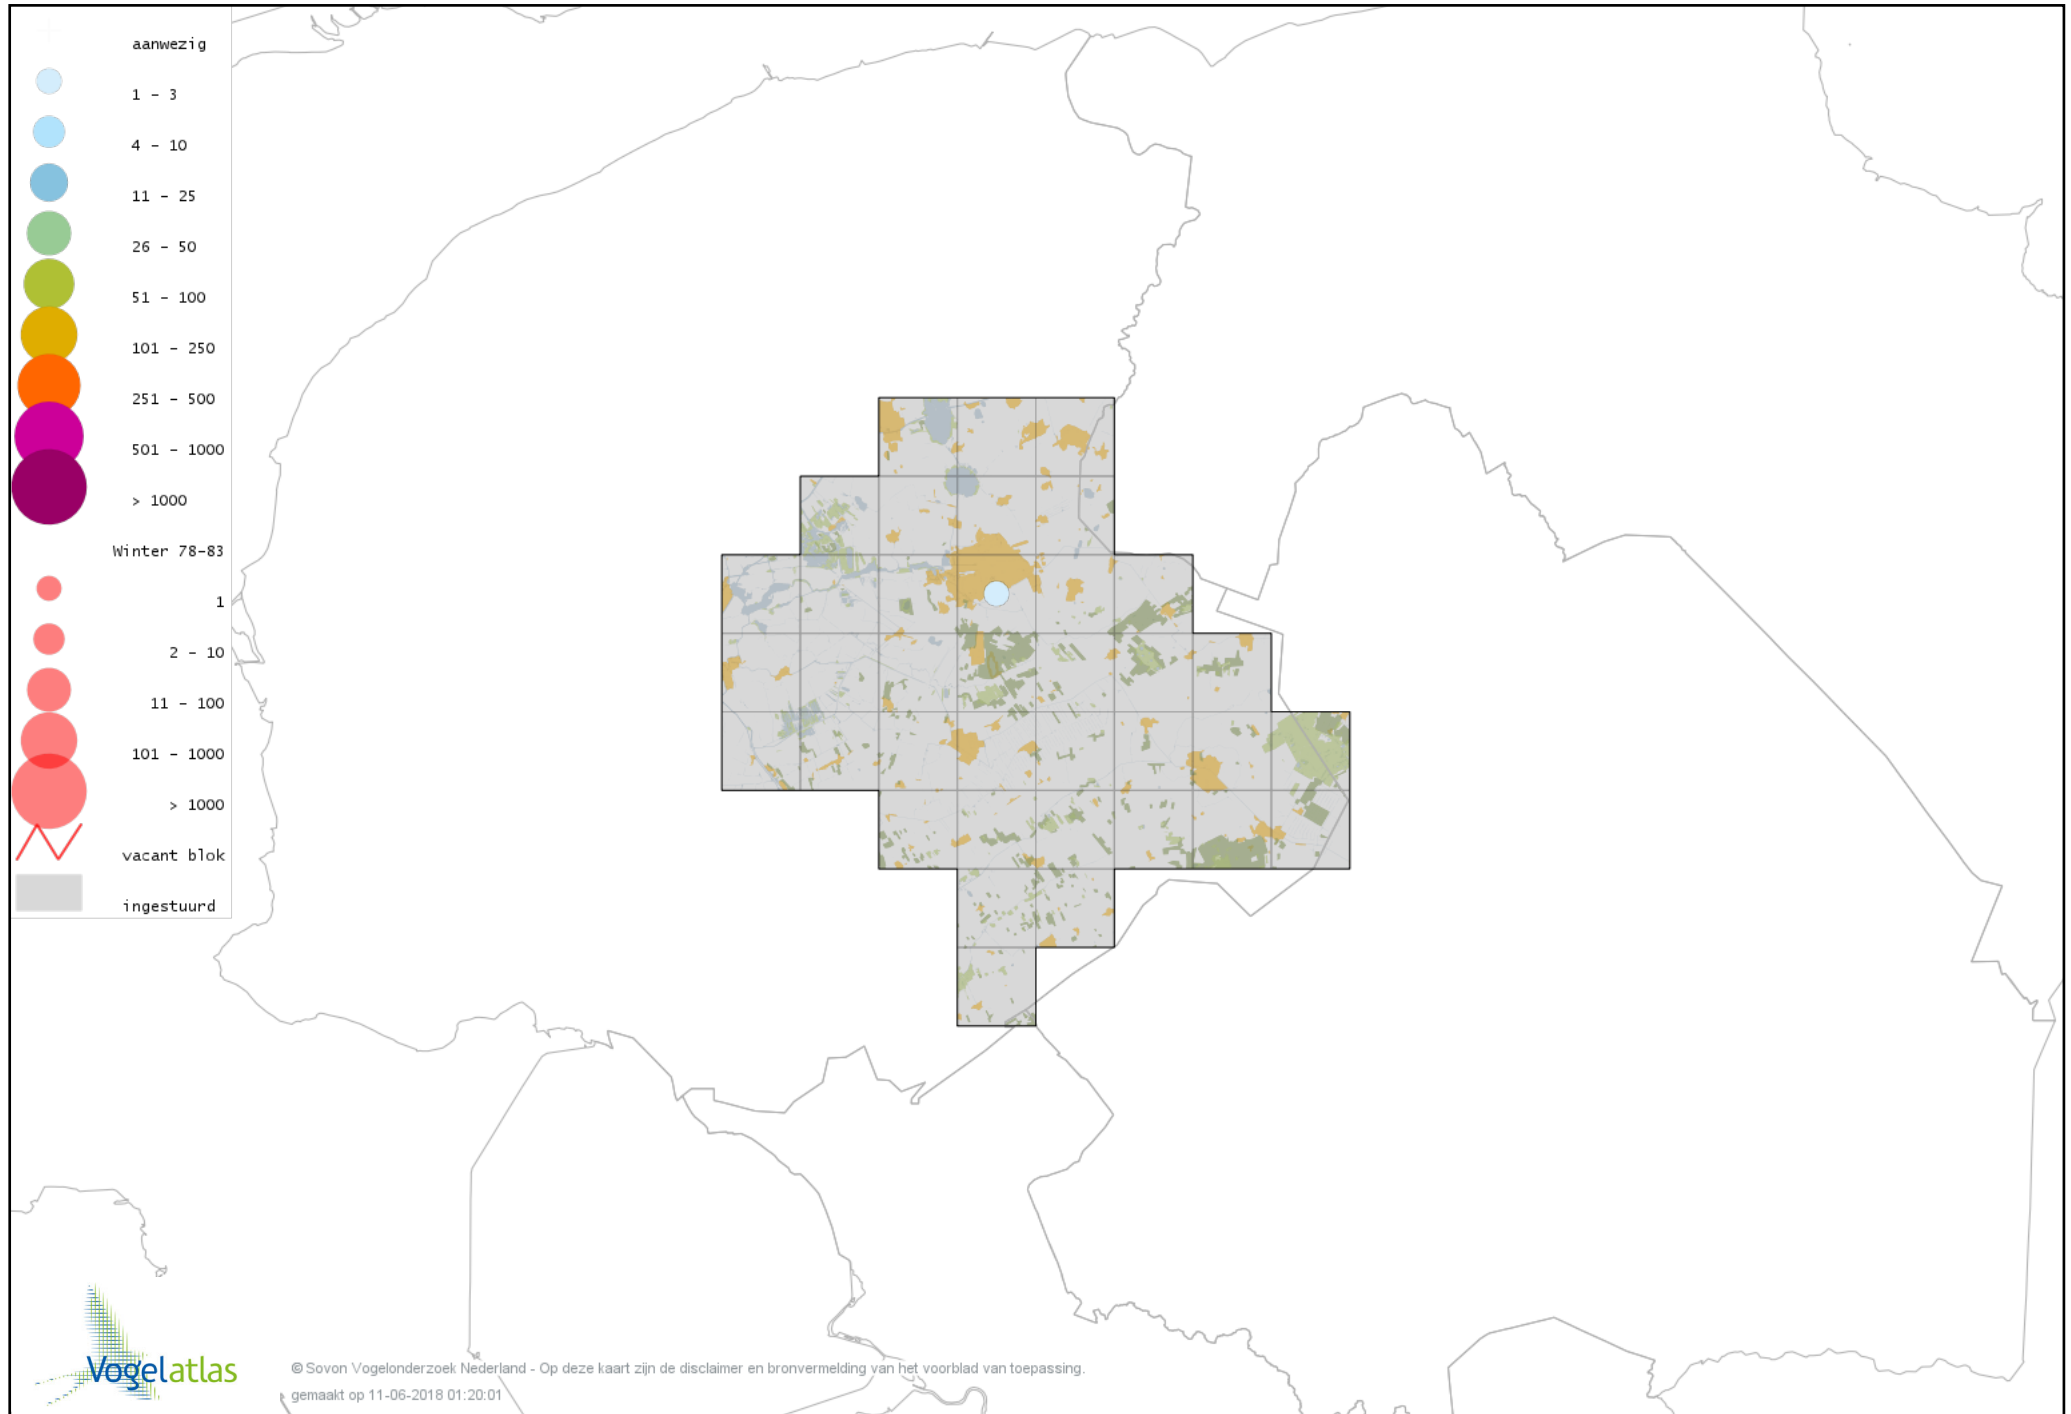 aanwezig
1 - 3
4 - 10
11 - 25
26 - 50
51 - 100
101 - 250
251 - 500
501 - 1000
> 1000
Winter 78-83
1
2 - 10
11 - 100
101 - 1000
> 1000
vacant blok
ingestuurd
Vogelatlas
© Sovon Vogelonderzoek Nederland - Op deze kaart zijn de disclaimer en bronvermelding van het voorblad van toepassing.
gemaakt op 11-06-2018 01:20:01